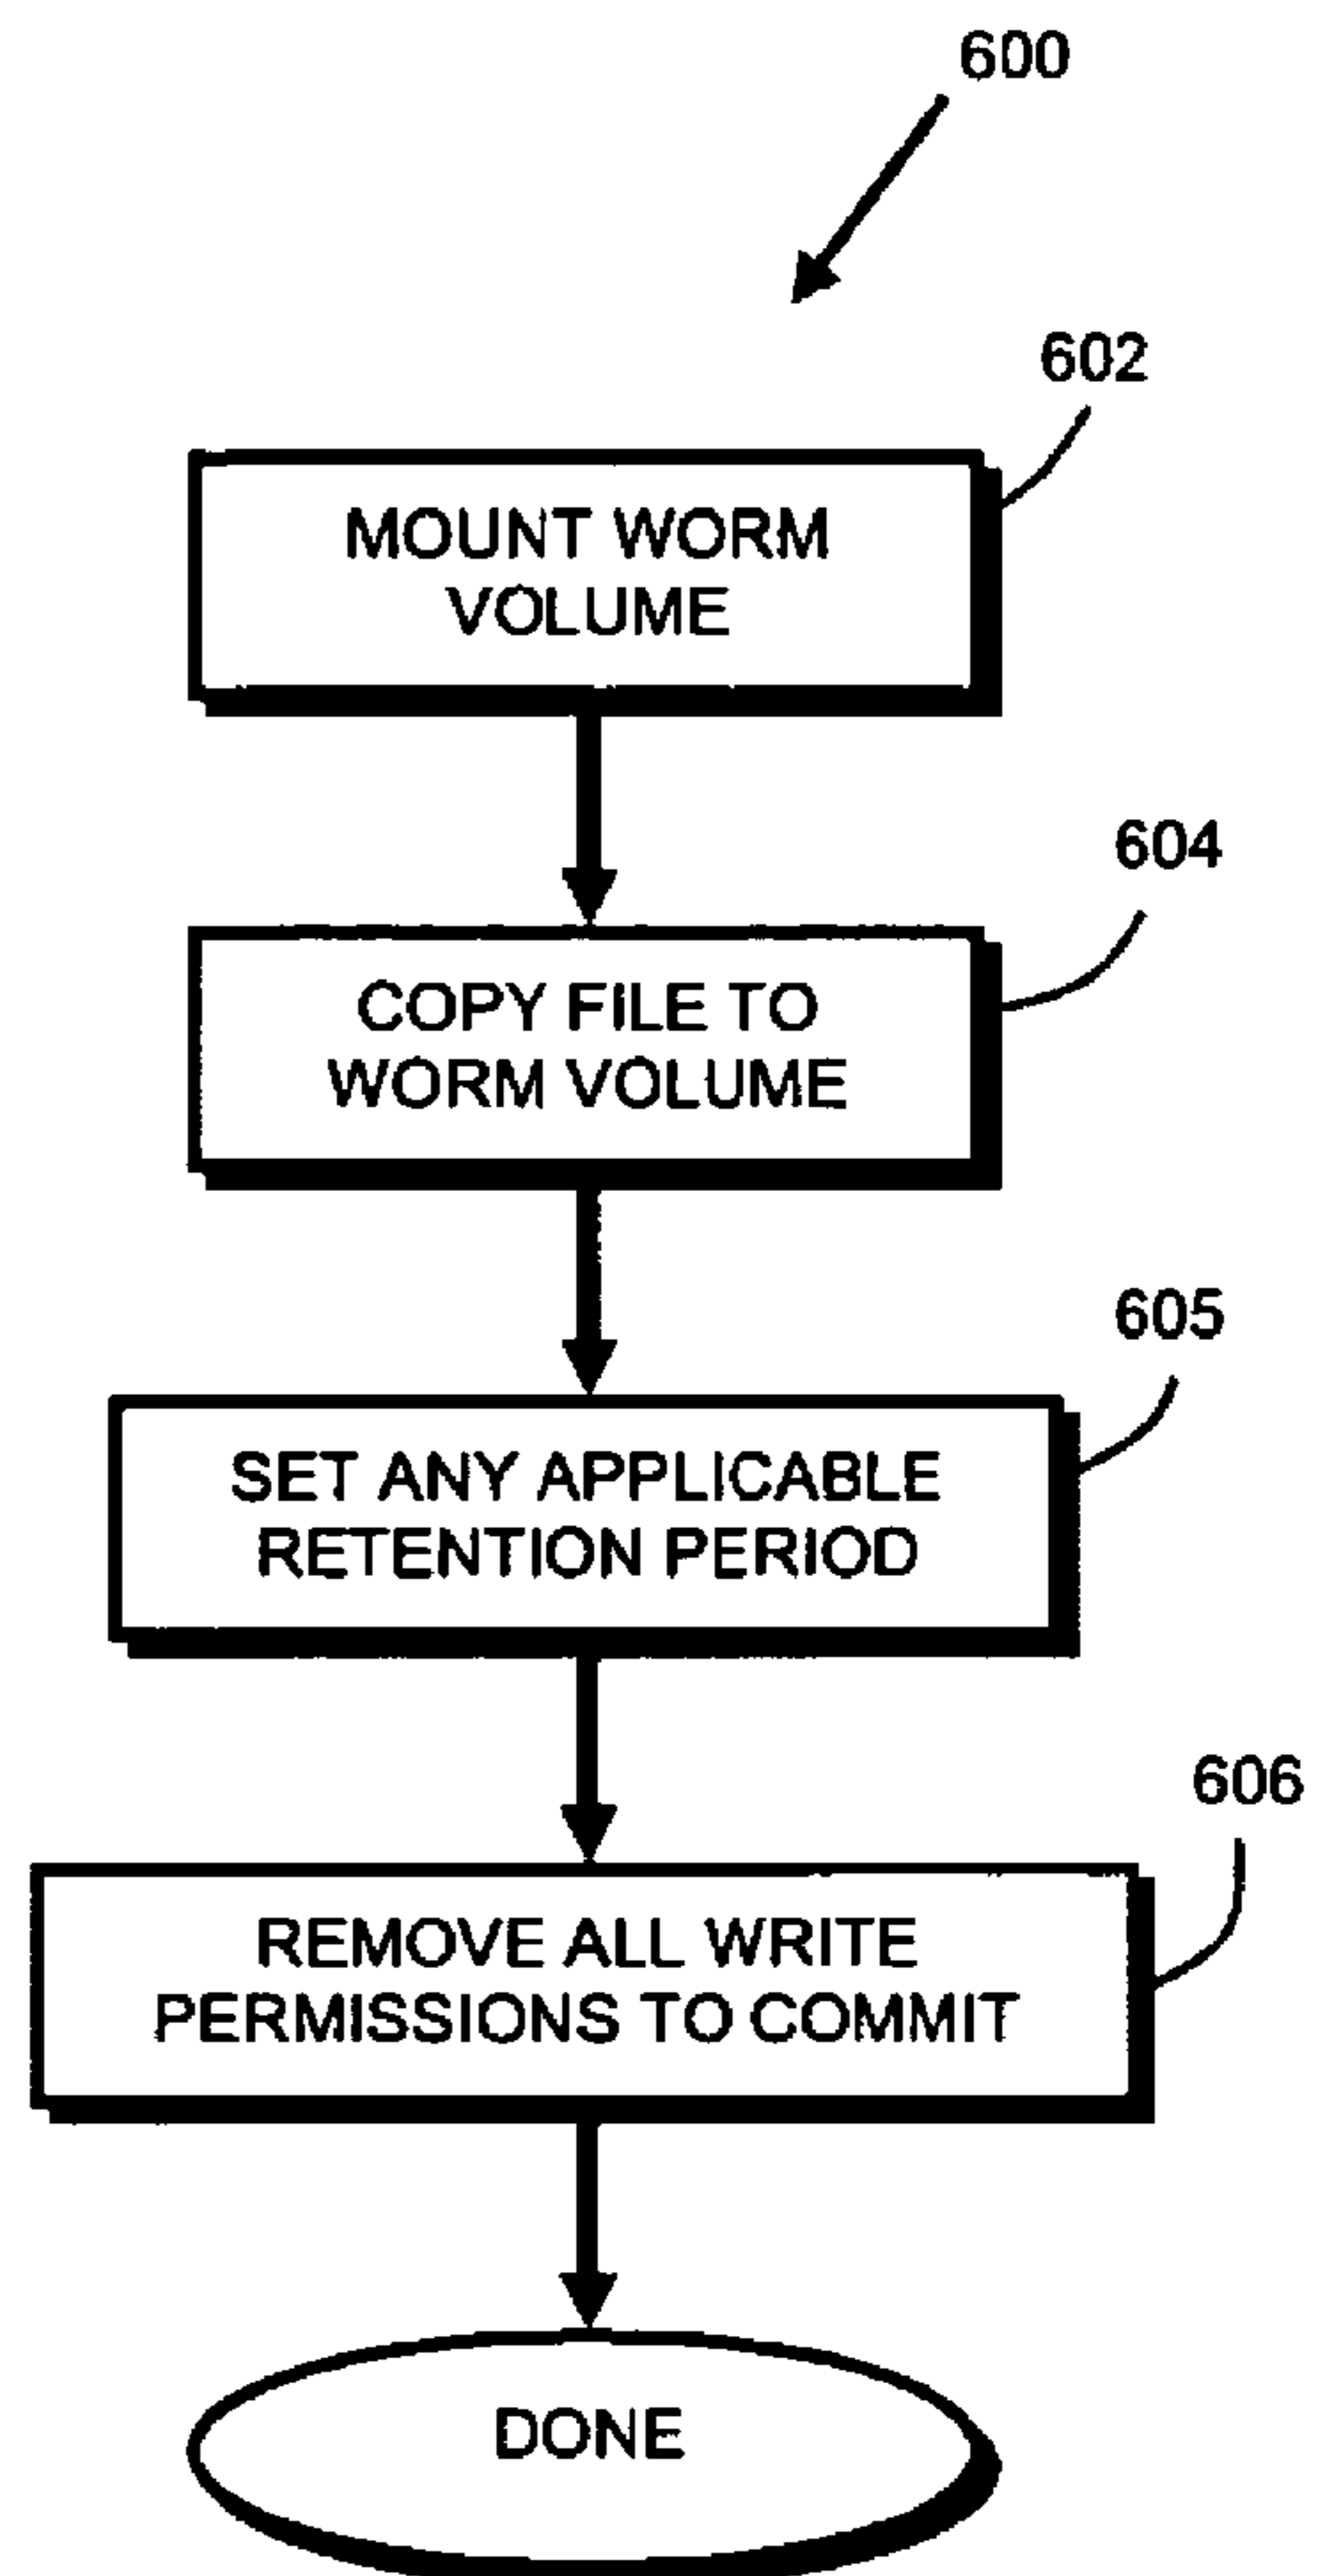 600
602
MOUNT WORM
VOLUME
604
COPY FILE TO
WORM VOLUME
605
SET ANY APPLICABLE
RETENTION PERIOD
606
REMOVE ALL WRITE
PERMISSIONS TO COMMIT
DONE